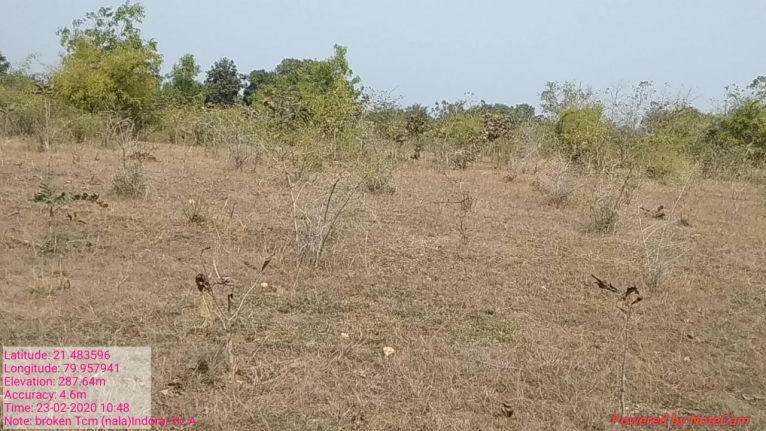 Latitude: 21.483596
Longitude: 79.957941
Elevation: 287.64m
Accuracy: 4.6m
Time: 23-02-2020 10:48
Note: broken Tcm (nala)Indora/ bz A
Powered by NoteCam